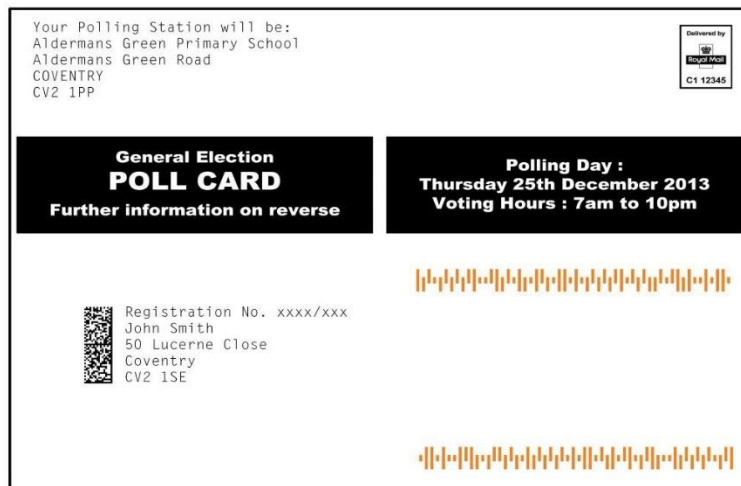 Your Polling Station will be:
Aldermans Green Primary School
Aldermans Green Road
COVENTRY
CV2 1PP
Delivered by
Royal Mail
C1 12345
General Election
POLL CARD
Further information on reverse
Polling Day :
Thursday 25th December 2013
Voting Hours : 7am to 10pm
Registration No. xxxx/xxx
John Smith
50 Lucerne Close
Coventry
CV2 1SE